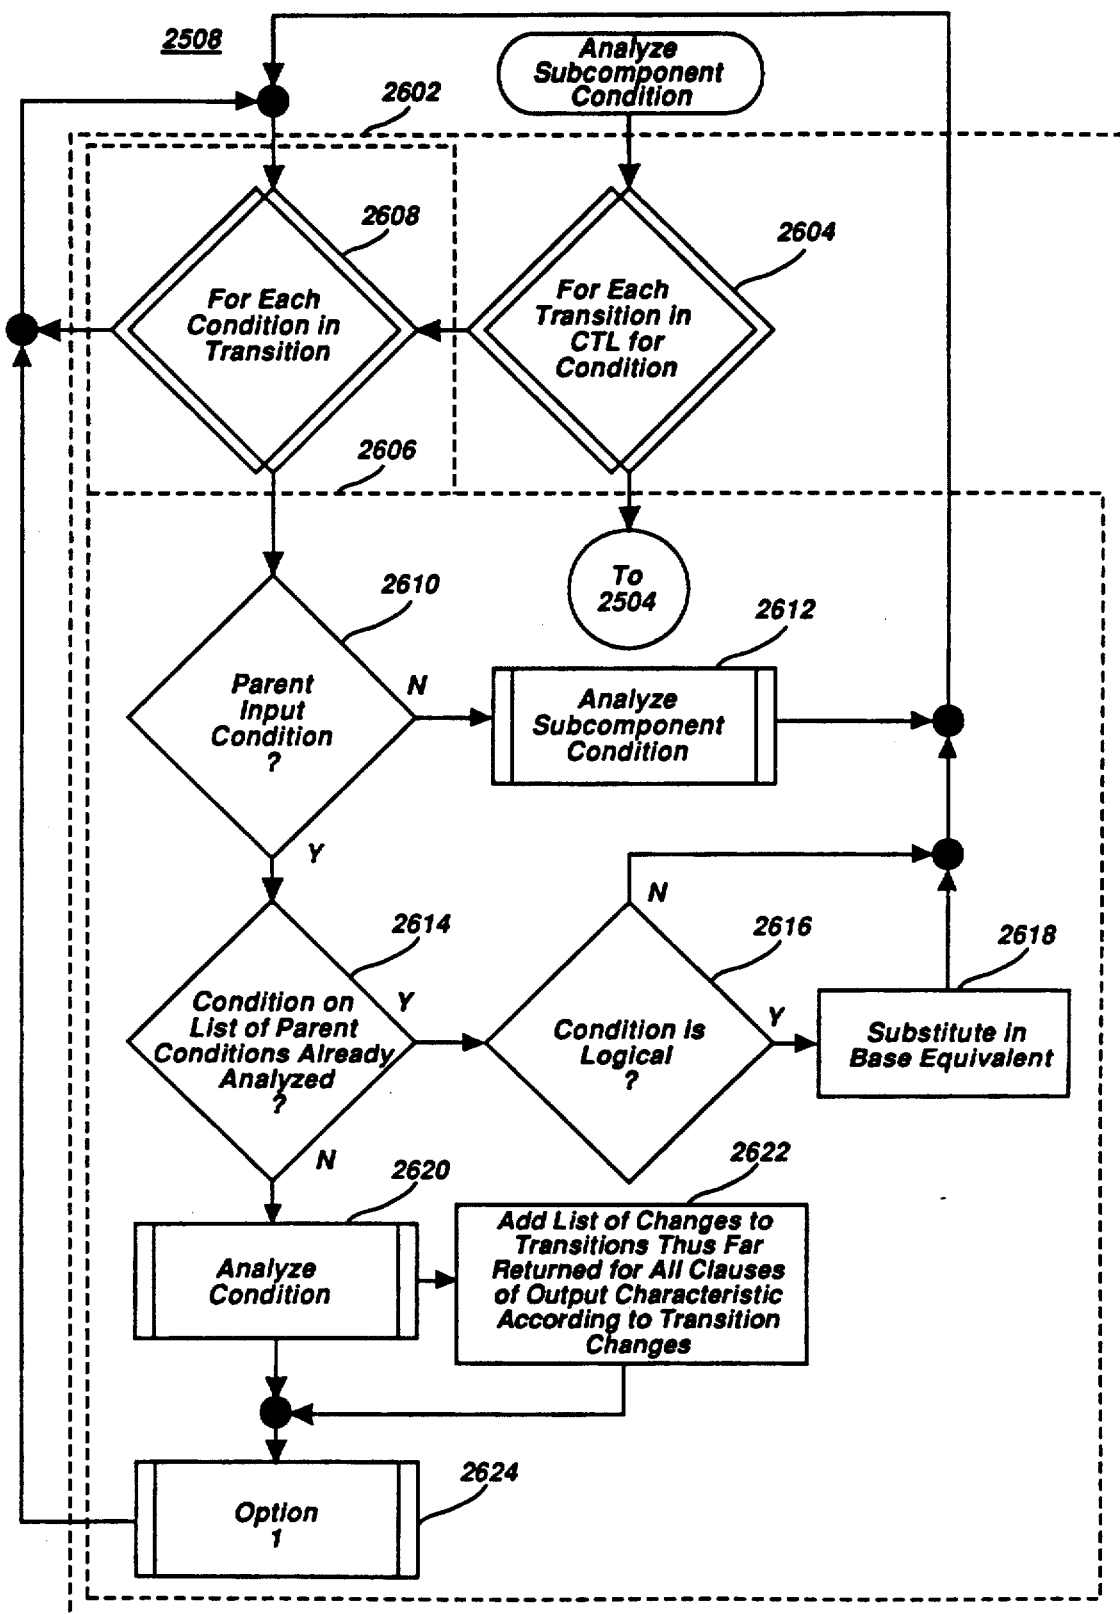 2508
Analyze
Subcomponent
Condition
2602
2608
For Each
Condition in
Transition
2604
For Each
Transition in
CTL for
Condition
2606
To
2504
2610
Parent
Input
Condition
?
N
Y
2612
Analyze
Subcomponent
Condition
2614
Condition on
List of Parent
Conditions Already
Analyzed
?
Y
N
2616
Condition is
Logical
?
N
Y
2618
Substitute in
Base Equivalent
2620
Analyze
Condition
2622
Add List of Changes to
Transitions Thus Far
Returned for All Clauses
of Output Characteristic
According to Transition
Changes
2624
Option
1